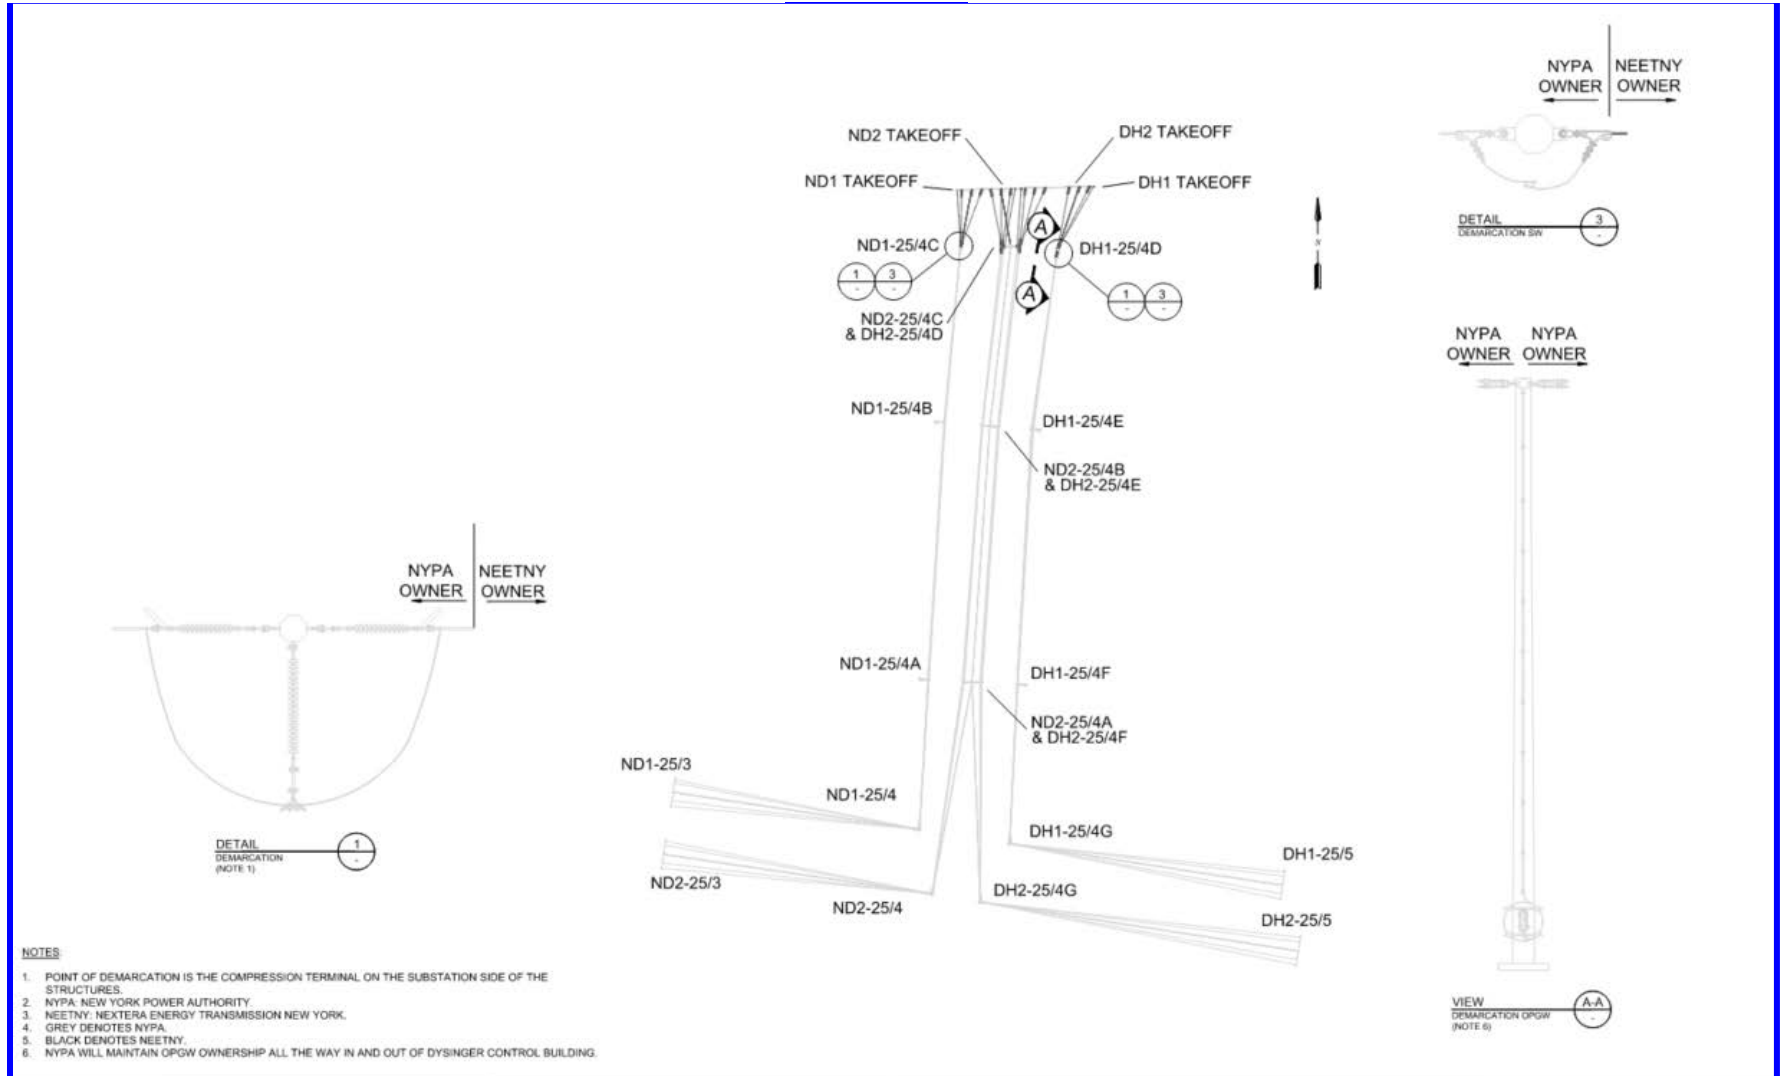 NYPA
OWNER
NEETNY
OWNER
DETAIL
DEMARCATION SW
3
-
N
ND2 TAKEOFF
DH2 TAKEOFF
ND1 TAKEOFF
DH1 TAKEOFF
A
ND1-25/4C
DH1-25/4D
1
-
3
-
A
1
-
3
-
ND2-25/4C
& DH2-25/4D
NYPA
OWNER
NYPA
OWNER
ND1-25/4B
DH1-25/4E
ND2-25/4B
& DH2-25/4E
NYPA
OWNER
NEETNY
OWNER
ND1-25/4A
DH1-25/4F
ND2-25/4A
& DH2-25/4F
ND1-25/3
ND1-25/4
DH1-25/4G
DH1-25/5
ND2-25/3
ND2-25/4
DH2-25/4G
DH2-25/5
DETAIL
DEMARCATION
(NOTE 1)
1
-
NOTES:
1. POINT OF DEMARCATION IS THE COMPRESSION TERMINAL ON THE SUBSTATION SIDE OF THE
STRUCTURES.
2. NYPA: NEW YORK POWER AUTHORITY.
3. NEETNY: NEXTERA ENERGY TRANSMISSION NEW YORK.
4. GREY DENOTES NYPA.
5. BLACK DENOTES NEETNY.
6. NYPA WILL MAINTAIN OPGW OWNERSHIP ALL THE WAY IN AND OUT OF DYSINGER CONTROL BUILDING.
VIEW
DEMARCATION OPGW
(NOTE 6)
A-A
-